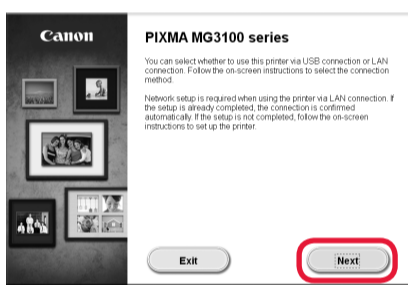 Canon
PIXMA MG3100 series
You can select whether to use this printer via USB connection or LAN
connection. Follow the on-screen instructions to select the connection
method.
Network setup is required when using the printer via LAN connection. If
the setup is already completed, the connection is confirmed
automatically. If the setup is not completed, follow the on-screen
instructions to set up the printer.
Exit
Next